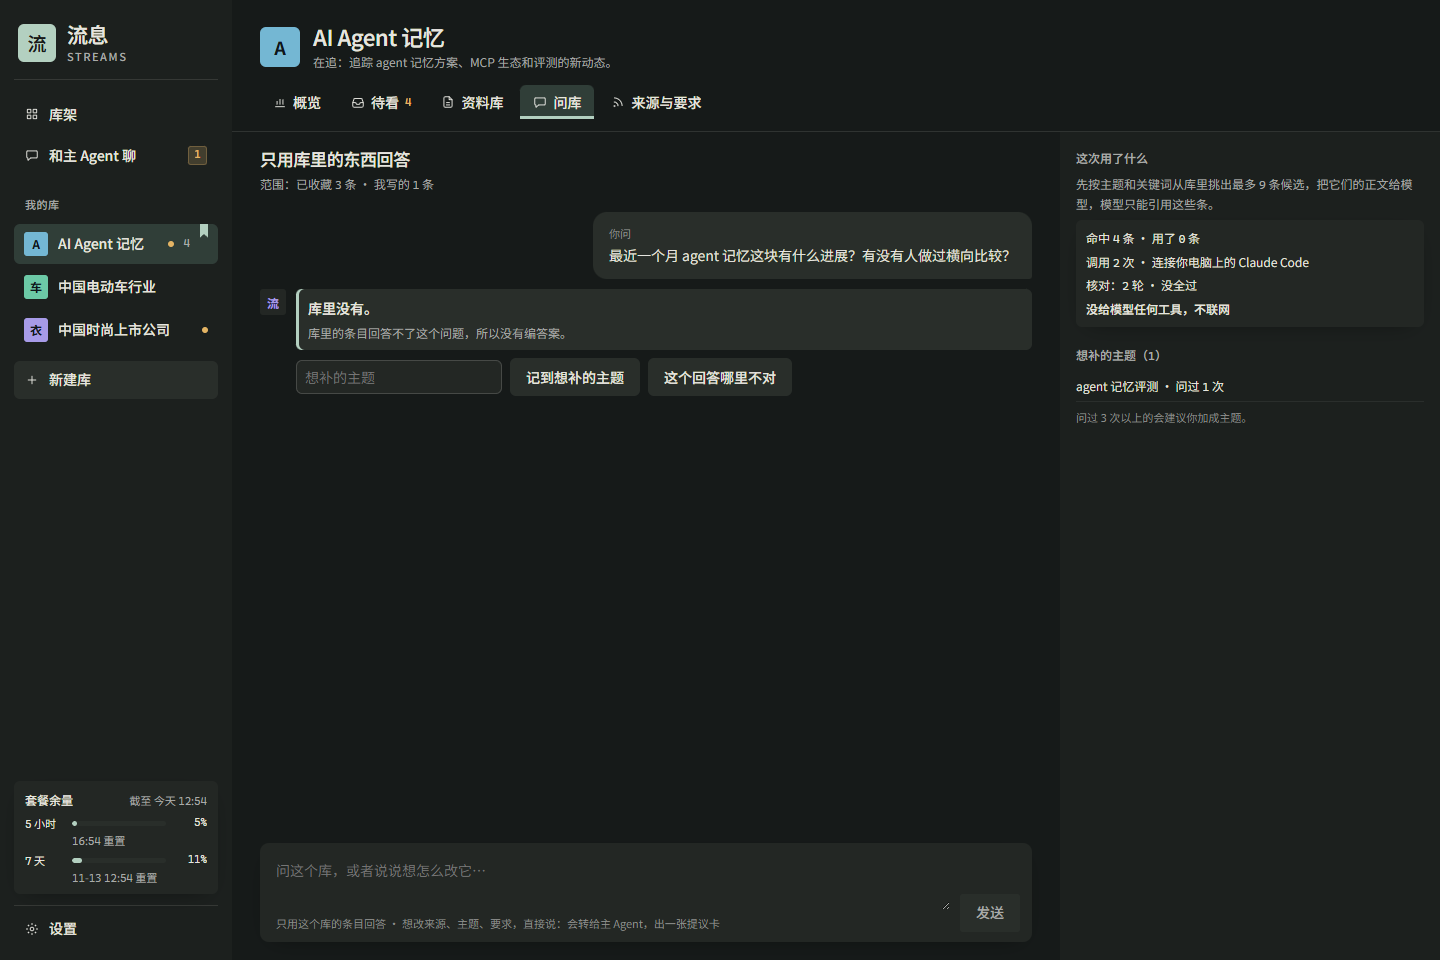 流
流息
STREAMS
库架
和主 Agent 聊
1
我的库
A
AI Agent 记忆
4
车
中国电动车行业
衣
中国时尚上市公司
新建库
套餐余量
截至 今天 12:54
5 小时
5%
16:54 重置
7 天
11%
11-13 12:54 重置
设置
A
AI Agent 记忆
在追：追踪 agent 记忆方案、MCP 生态和评测的新动态。
概览
待看 4
资料库
问库
来源与要求
只用库里的东西回答
范围：已收藏 3 条 · 我写的 1 条
你问
最近一个月 agent 记忆这块有什么进展？有没有人做过横向比较？
流
库里没有。
库里的条目回答不了这个问题，所以没有编答案。
想补的主题
记到想补的主题
这个回答哪里不对
问这个库，或者说说想怎么改它…
只用这个库的条目回答 · 想改来源、主题、要求，直接说：会转给主 Agent，出一张提议卡
发送
这次用了什么
先按主题和关键词从库里挑出最多 9 条候选，把它们的正文给模
型，模型只能引用这些条。
命中 4 条 · 用了 0 条
调用 2 次 · 连接你电脑上的 Claude Code
核对：2 轮 · 没全过
没给模型任何工具，不联网
想补的主题（1）
agent 记忆评测 · 问过 1 次
问过 3 次以上的会建议你加成主题。